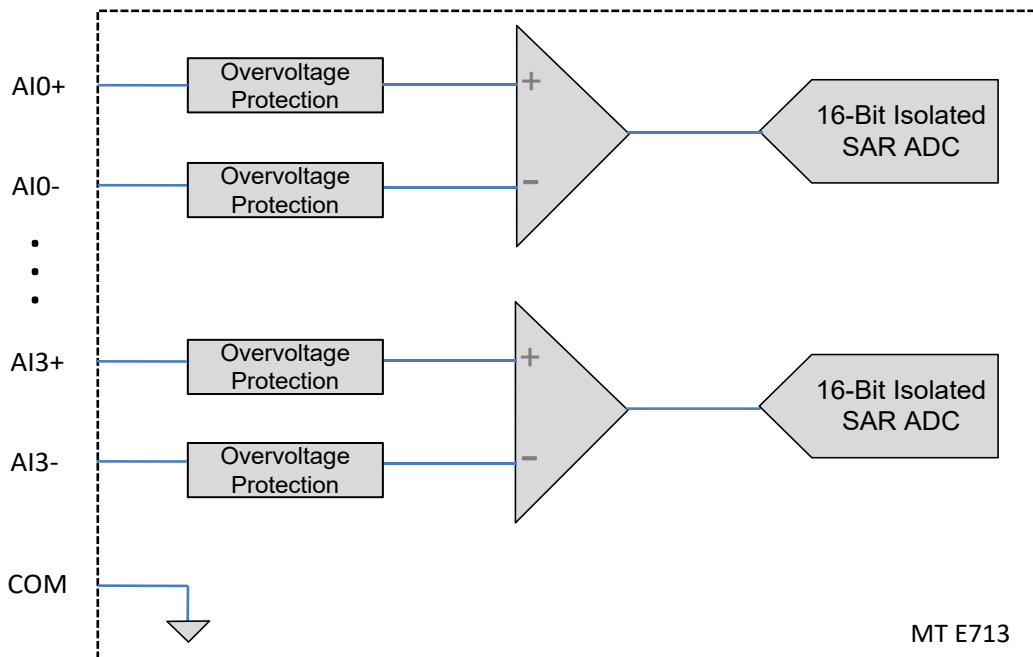 AI0+
Overvoltage
Protection
+
16-Bit Isolated
SAR ADC
AI0-
Overvoltage
Protection
−
AI3+
Overvoltage
Protection
+
16-Bit Isolated
SAR ADC
AI3-
Overvoltage
Protection
−
COM
MT E713